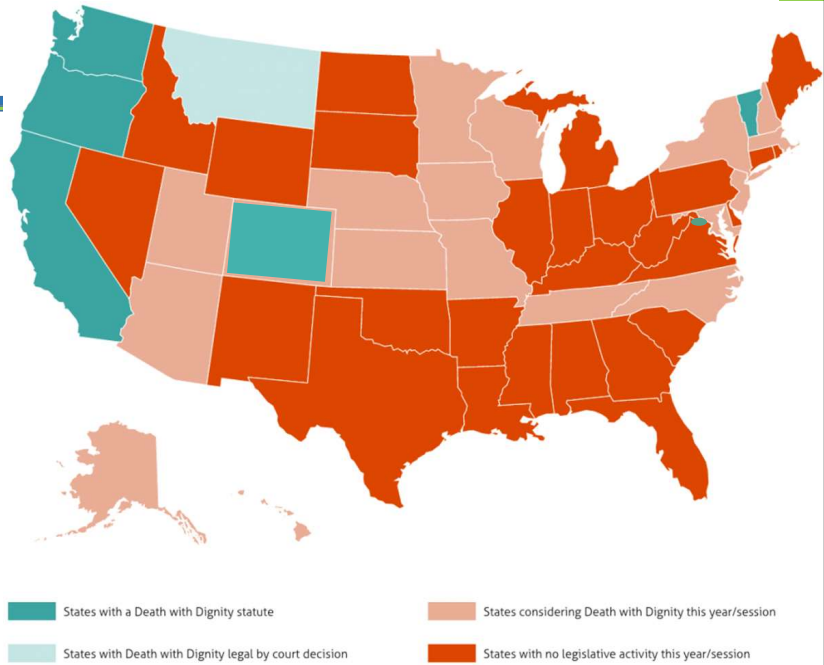 States with a Death with Dignity statute
States considering Death with Dignity this year/session
States with Death with Dignity legal by court decision
States with no legislative activity this year/session